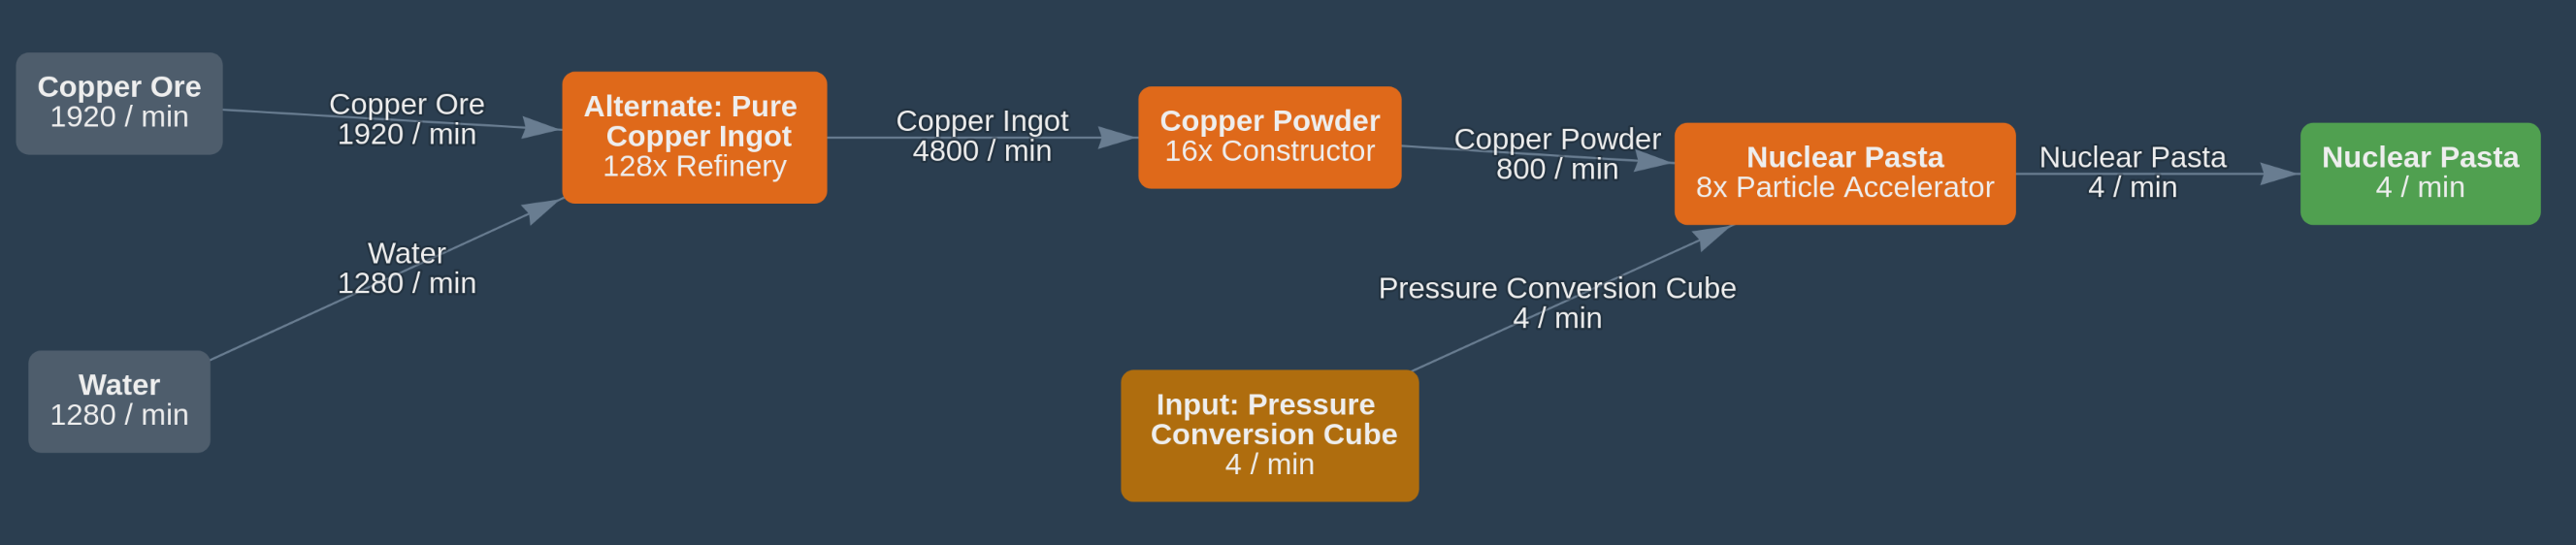 Copper Ore
1920 / min
Copper Ore
1920 / min
Alternate: Pure
Copper Ingot
128x Refinery
Copper Ingot
4800 / min
Copper Powder
16x Constructor
Copper Powder
800 / min
Nuclear Pasta
8x Particle Accelerator
Nuclear Pasta
4 / min
Nuclear Pasta
4 / min
Water
1280 / min
Water
1280 / min
Pressure Conversion Cube
4 / min
Input: Pressure
Conversion Cube
4 / min